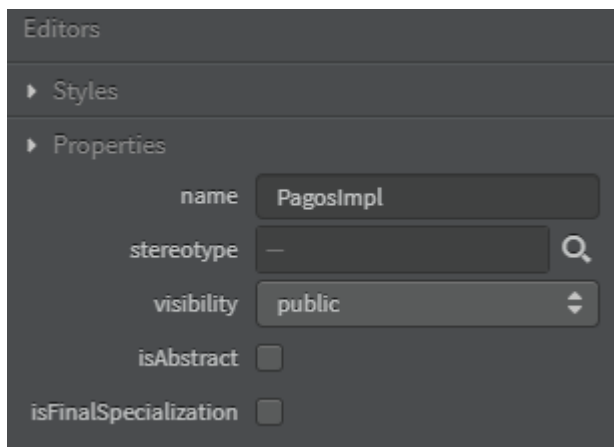 Editors
Styles
Properties
name PagosImpl
stereotype —
visibility public
isAbstract
isFinalSpecialization